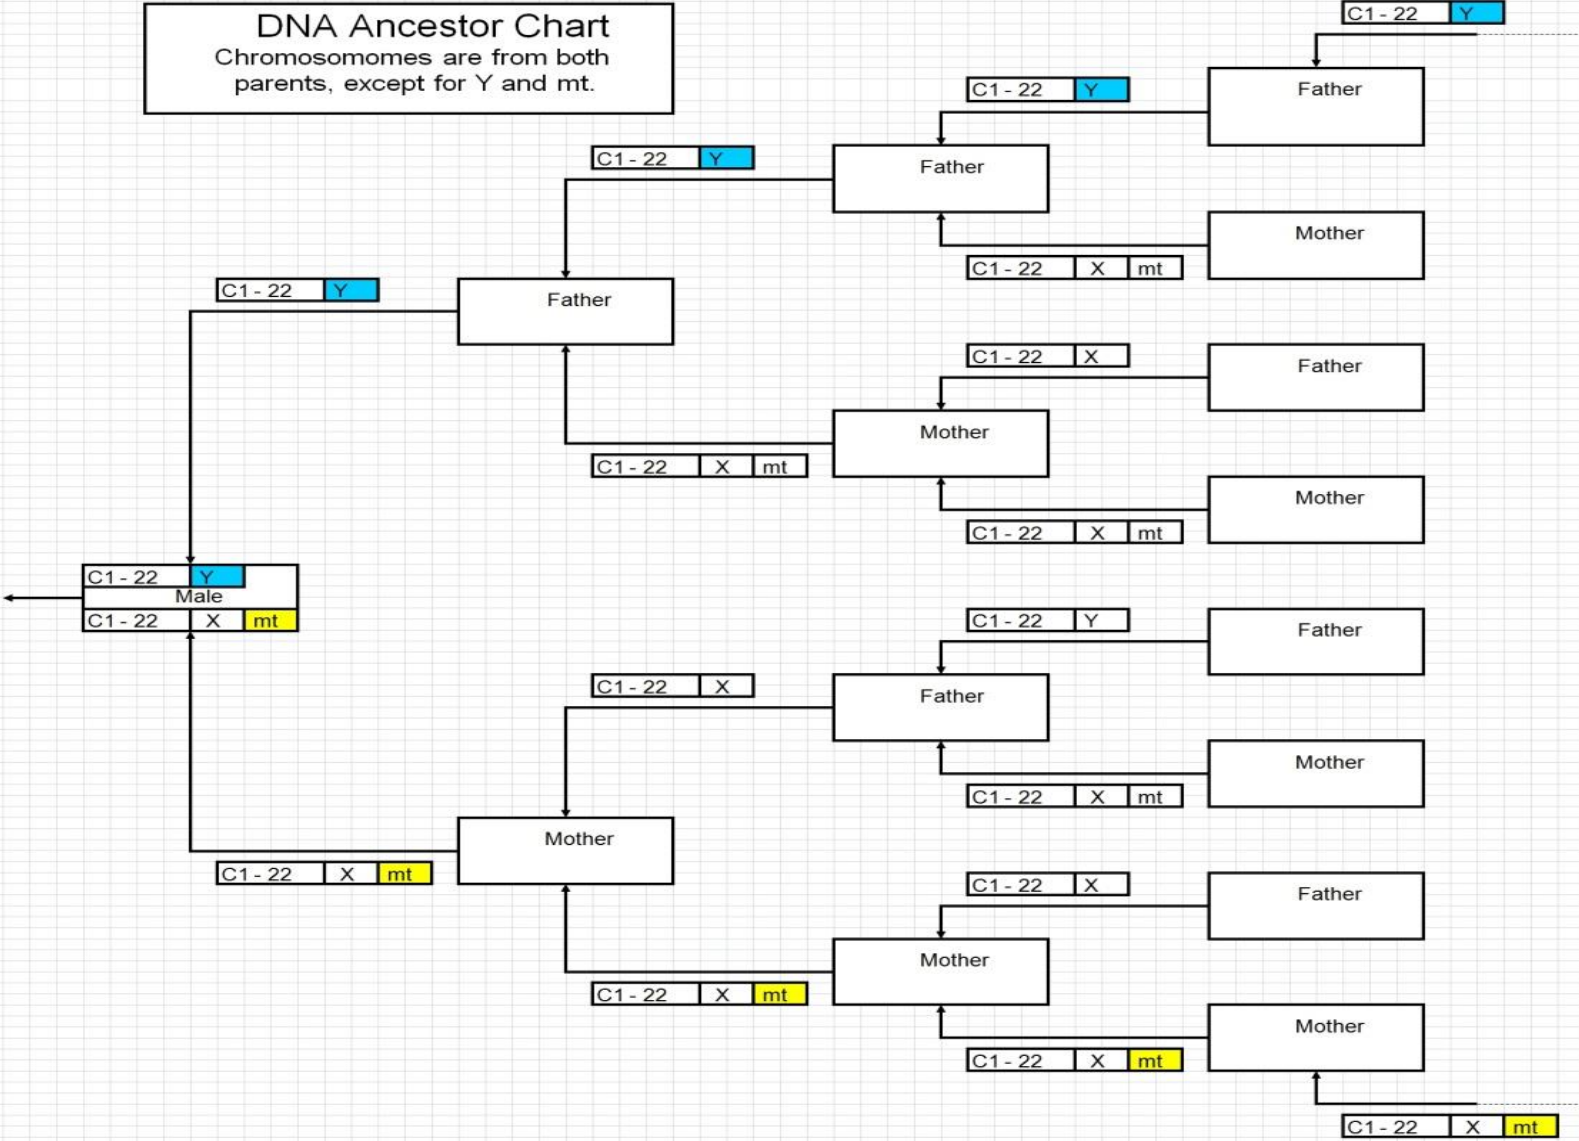 DNA Ancestor Chart
Chromosomomes are from both
parents, except for Y and mt.
C1 - 22 Y
Father
C1 - 22 Y
Father
C1 - 22 Y
Mother
C1 - 22 X mt
Father
C1 - 22 Y
Father
C1 - 22 X
Mother
C1 - 22 X mt
Mother
C1 - 22 X mt
C1 - 22 Y
Male
C1 - 22 X mt
Father
C1 - 22 Y
Father
C1 - 22 X
Mother
C1 - 22 X mt
Mother
C1 - 22 X mt
Father
C1 - 22 X
Mother
C1 - 22 X mt
Mother
C1 - 22 X mt
C1 - 22 X mt